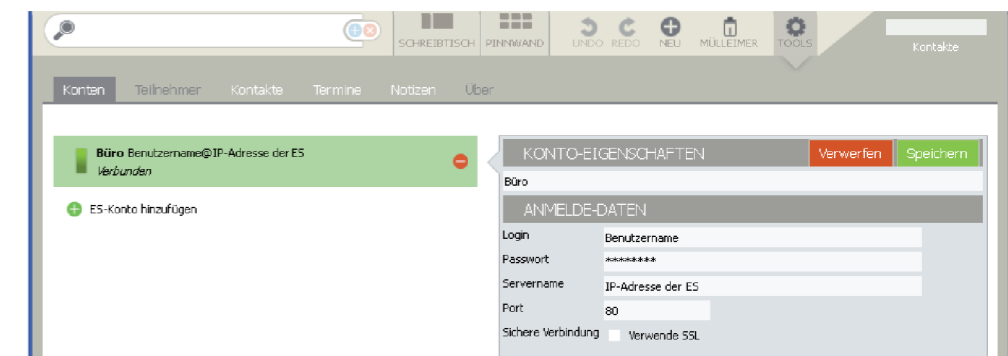 SCHREIBTISCH PINNWAND UNDO REDO NEU MÜLLEIMER TOOLS Kontakte
Konten Teilnehmer Kontakte Termine Notizen Über
Büro Benutzername@IP-Adresse der ES
Verbunden
ES-Konto hinzufügen
KONTO-EIGENSCHAFTEN Verwerfen Speichern
Büro
ANMELDE-DATEN
Login Benutzername
Passwort ********
Servername IP-Adresse der ES
Port 80
Sichere Verbindung Verwende SSL